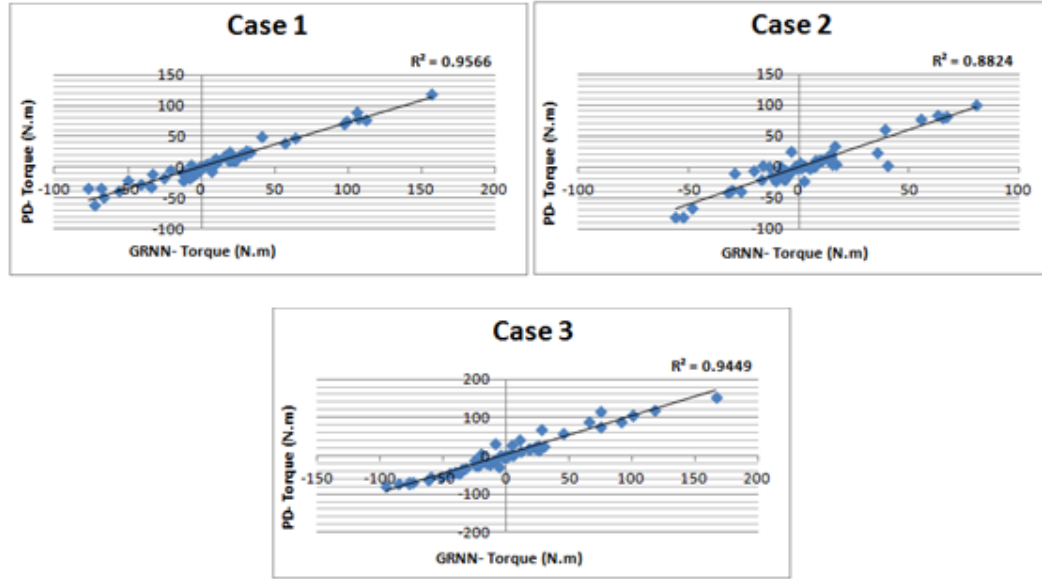 Case 1
R² = 0.9566
150
100
50
0
-50
-100
-100 -50 0 50 100 150 200
PD- Torque (N.m)
GRNN- Torque (N.m)
Case 2
R² = 0.8824
150
100
50
0
-50
-100
-100 -50 0 50 100
PD- Torque (N.m)
GRNN- Torque (N.m)
Case 3
R² = 0.9449
200
100
0
-100
-200
-150 -100 -50 0 50 100 150 200
PD- Torque (N.m)
GRNN- Torque (N.m)